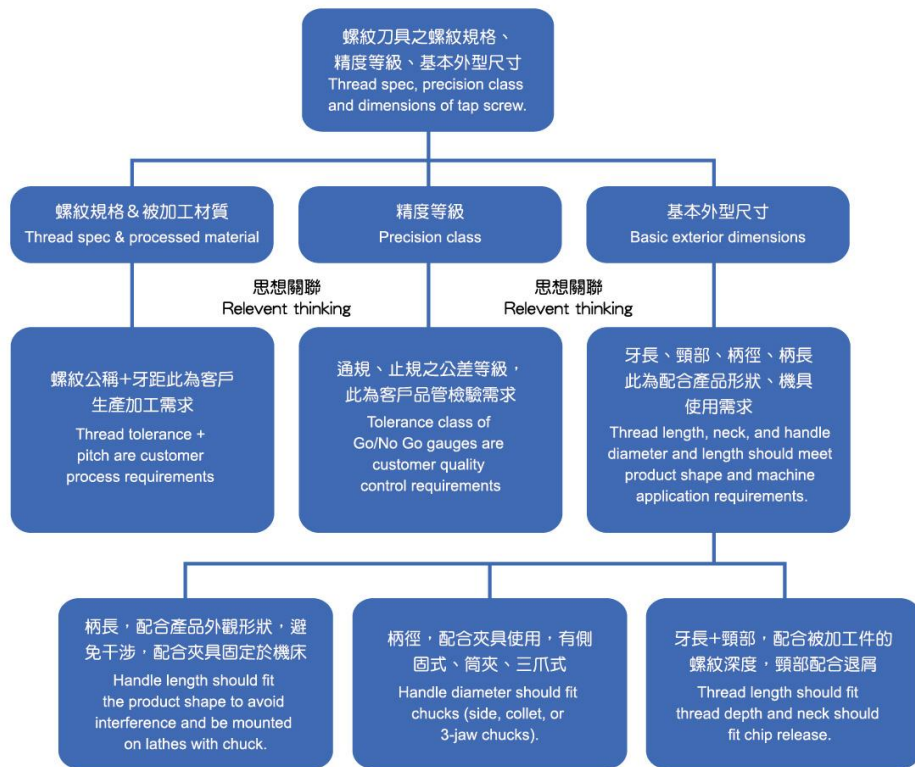 螺紋刀具之螺紋規格、
精度等級、基本外型尺寸
Thread spec, precision class
and dimensions of tap screw.
螺紋規格&被加工材質
Thread spec & processed material
精度等級
Precision class
基本外型尺寸
Basic exterior dimensions
思想關聯
Relevent thinking
思想關聯
Relevent thinking
螺紋公稱+牙距此為客戶
生產加工需求
Thread tolerance +
pitch are customer
process requirements
通規、止規之公差等級，
此為客戶品管檢驗需求
Tolerance class of
Go/No Go gauges are
customer quality
control requirements
牙長、頸部、柄徑、柄長
此為配合產品形狀、機具
使用需求
Thread length, neck, and handle
diameter and length should meet
product shape and machine
application requirements.
柄長，配合產品外觀形狀，避
免干涉，配合夾具固定於機床
Handle length should fit
the product shape to avoid
interference and be mounted
on lathes with chuck.
柄徑，配合夾具使用，有側
固式、筒夾、三爪式
Handle diameter should fit
chucks (side, collet, or
3-jaw chucks).
牙長+頸部，配合被加工件的
螺紋深度，頸部配合退屑
Thread length should fit
thread depth and neck should
fit chip release.